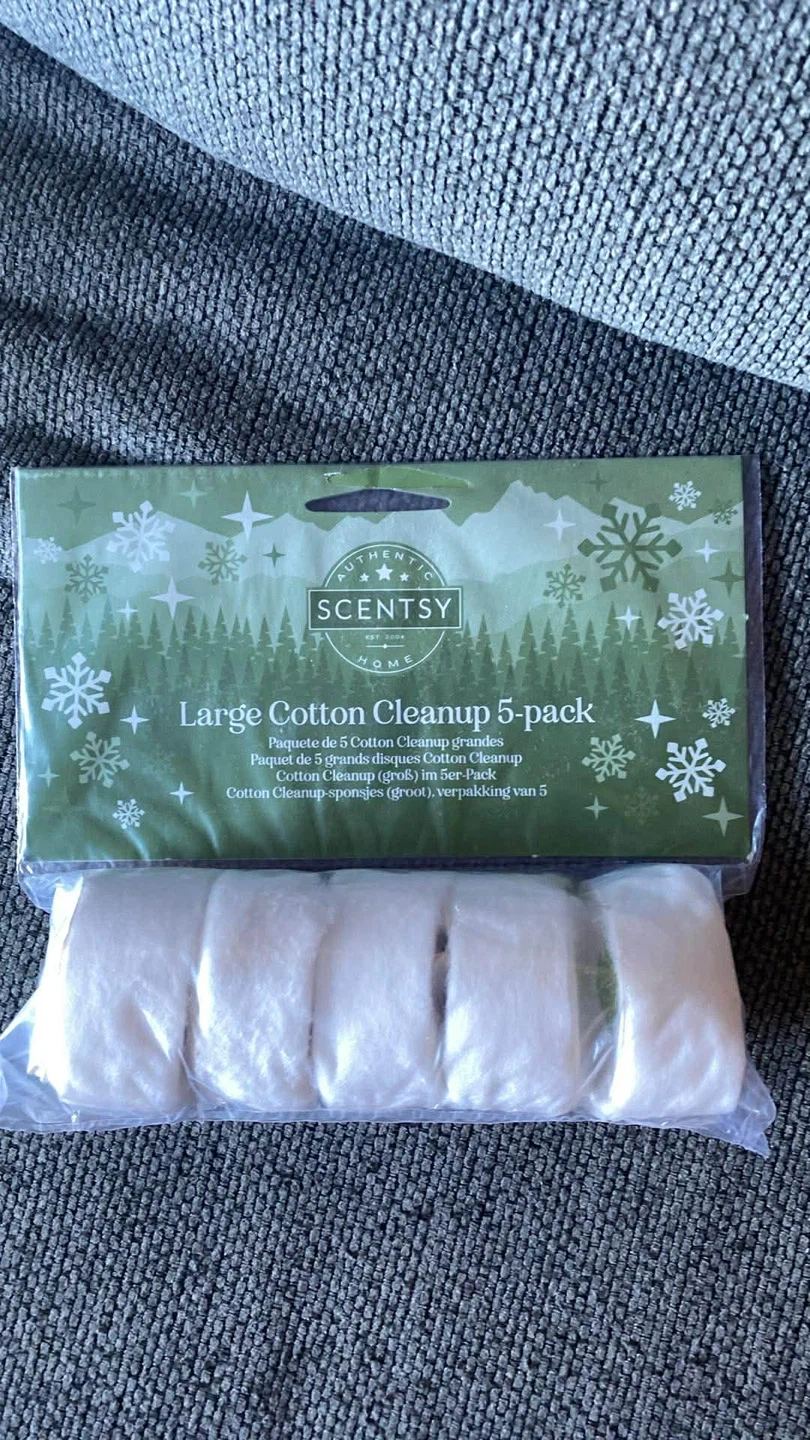 AUTHENTIC
SCENTSY
EST. 2004
HOME
Large Cotton Cleanup 5-pack
Paquete de 5 Cotton Cleanup grandes
Paquet de 5 grands disques Cotton Cleanup
Cotton Cleanup (groß) im 5er-Pack
Cotton Cleanup-sponsjes (groot), verpakking van 5